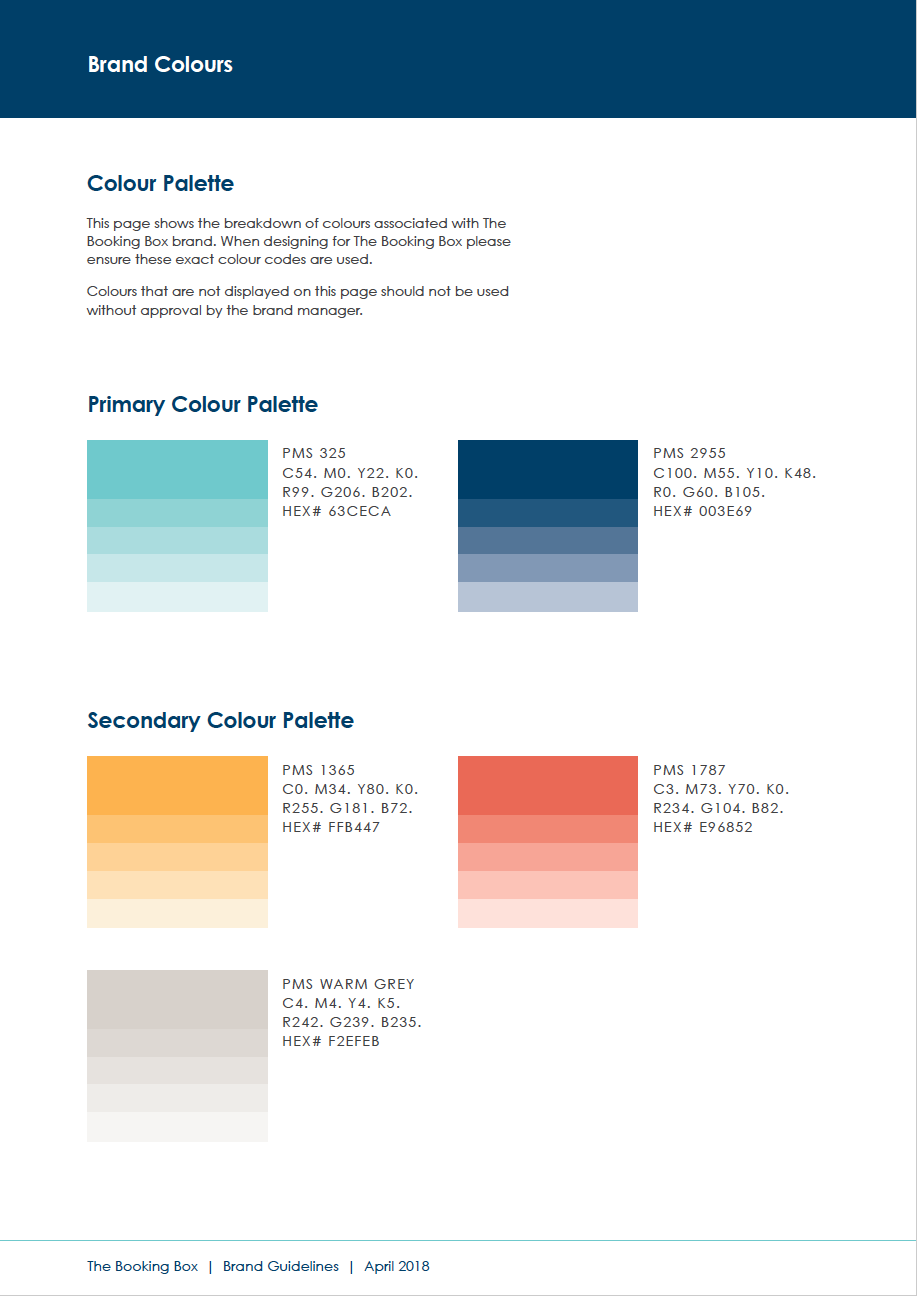 Brand Colours
Colour Palette
This page shows the breakdown of colours associated with The
Booking Box brand. When designing for The Booking Box please
ensure these exact colour codes are used.
Colours that are not displayed on this page should not be used
without approval by the brand manager.
Primary Colour Palette
PMS 325
C54. M0. Y22. K0.
R99. G206. B202.
HEX# 63CECA
PMS 2955
C100. M55. Y10. K48.
R0. G60. B105.
HEX# 003E69
Secondary Colour Palette
PMS 1365
C0. M34. Y80. K0.
R255. G181. B72.
HEX# FFB447
PMS 1787
C3. M73. Y70. K0.
R234. G104. B82.
HEX# E96852
PMS WARM GREY
C4. M4. Y4. K5.
R242. G239. B235.
HEX# F2EFEB
The Booking Box | Brand Guidelines | April 2018